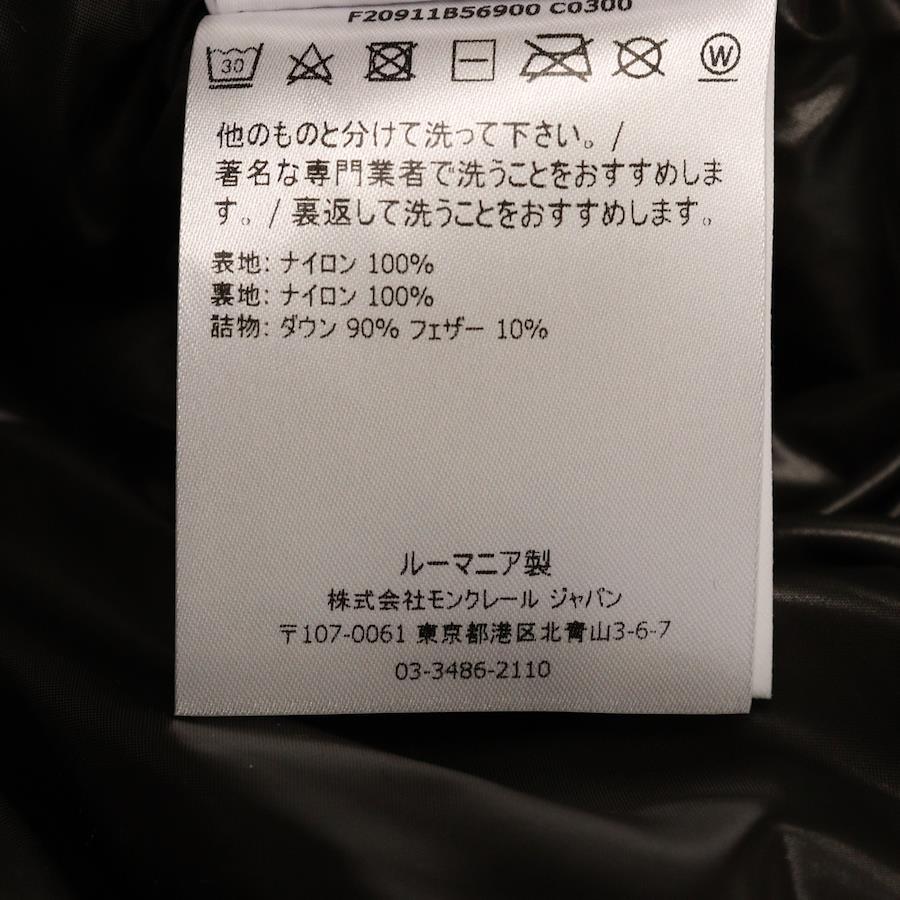 F20911B56900 C0300
30
W
他のものと分けて洗って下さい。/
著名な専門業者で洗うことをおすすめしま
す。/ 裏返して洗うことをおすすめします。
表地: ナイロン 100%
裏地: ナイロン 100%
詰物: ダウン 90% フェザー 10%
ルーマニア製
株式会社モンクレール ジャパン
〒107-0061 東京都港区北青山3-6-7
03-3486-2110